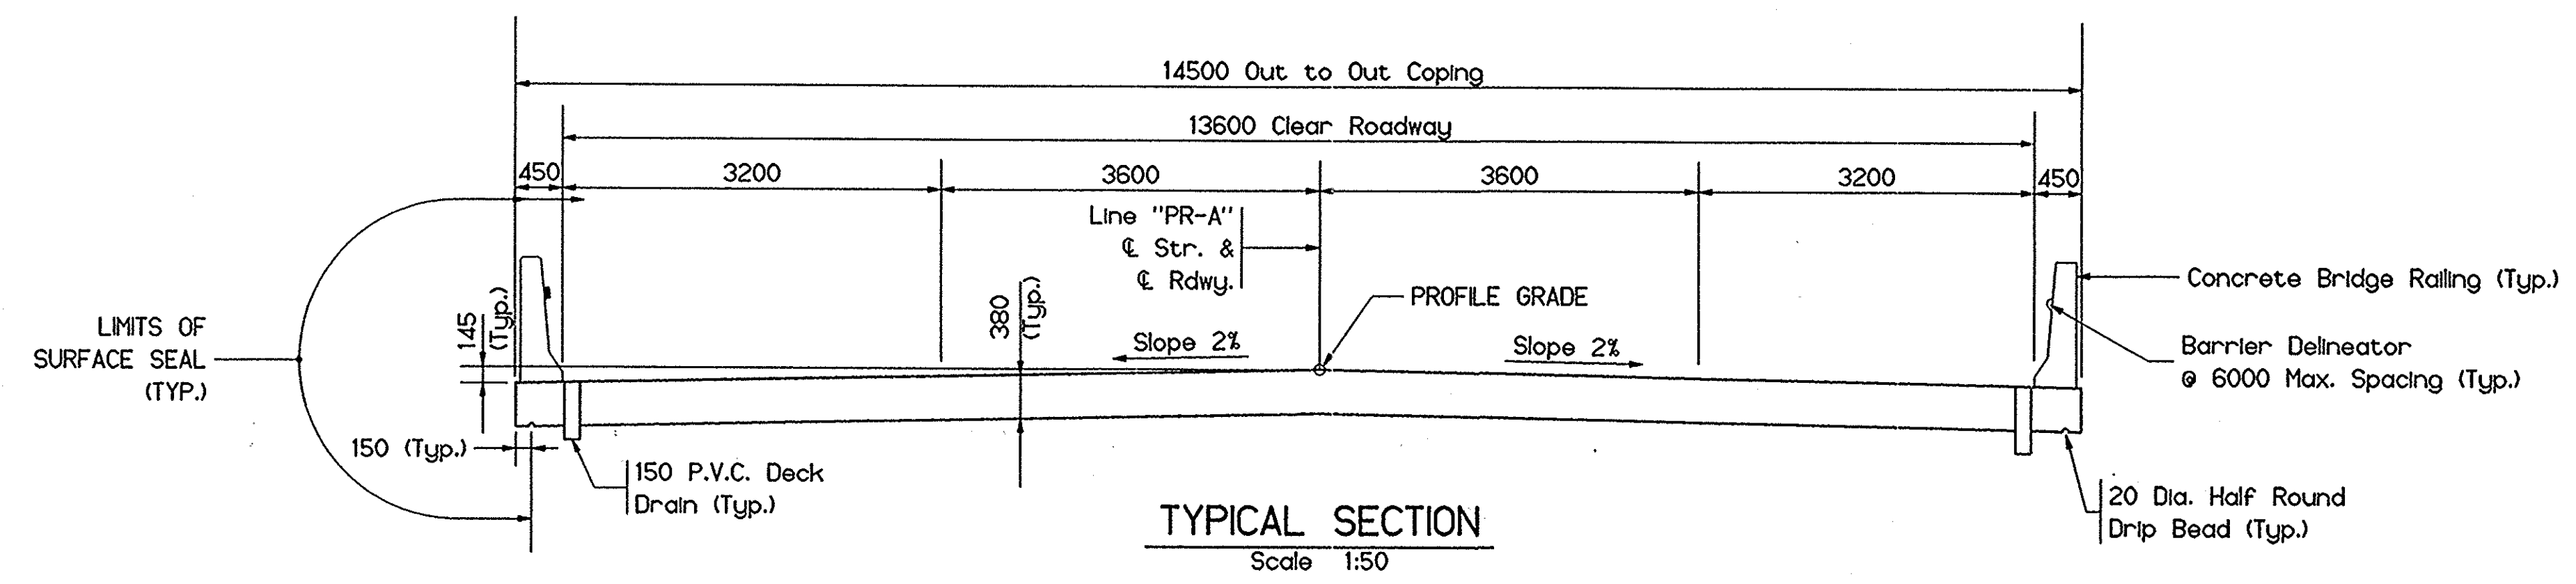 14500 Out to Out Coping
13600 Clear Roadway
450
3200
3600
3600
3200
450
Line "PR-A"
℄ Str. &
℄ Rdwy.
145
(Typ.)
380
(Typ.)
PROFILE GRADE
Slope 2%
Slope 2%
LIMITS OF
SURFACE SEAL
(TYP.)
Concrete Bridge Railing (Typ.)
Barrier Delineator
@ 6000 Max. Spacing (Typ.)
150 (Typ.)
150 P.V.C. Deck
Drain (Typ.)
20 Dia. Half Round
Drip Bead (Typ.)
TYPICAL SECTION
Scale 1:50